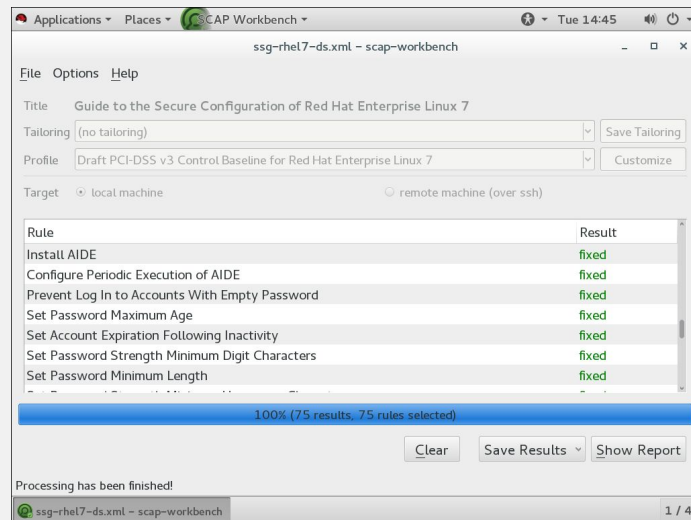 Applications Places SCAP Workbench Tue 14:45
ssg-rhel7-ds.xml – scap-workbench
File Options Help
Title Guide to the Secure Configuration of Red Hat Enterprise Linux 7
Tailoring (no tailoring) Save Tailoring
Profile Draft PCI-DSS v3 Control Baseline for Red Hat Enterprise Linux 7 Customize
Target local machine remote machine (over ssh)
Rule Result
Install AIDE fixed
Configure Periodic Execution of AIDE fixed
Prevent Log In to Accounts With Empty Password fixed
Set Password Maximum Age fixed
Set Account Expiration Following Inactivity fixed
Set Password Strength Minimum Digit Characters fixed
Set Password Minimum Length fixed
100% (75 results, 75 rules selected)
Clear Save Results Show Report
Processing has been finished!
ssg-rhel7-ds.xml – scap-workbench 1 / 4